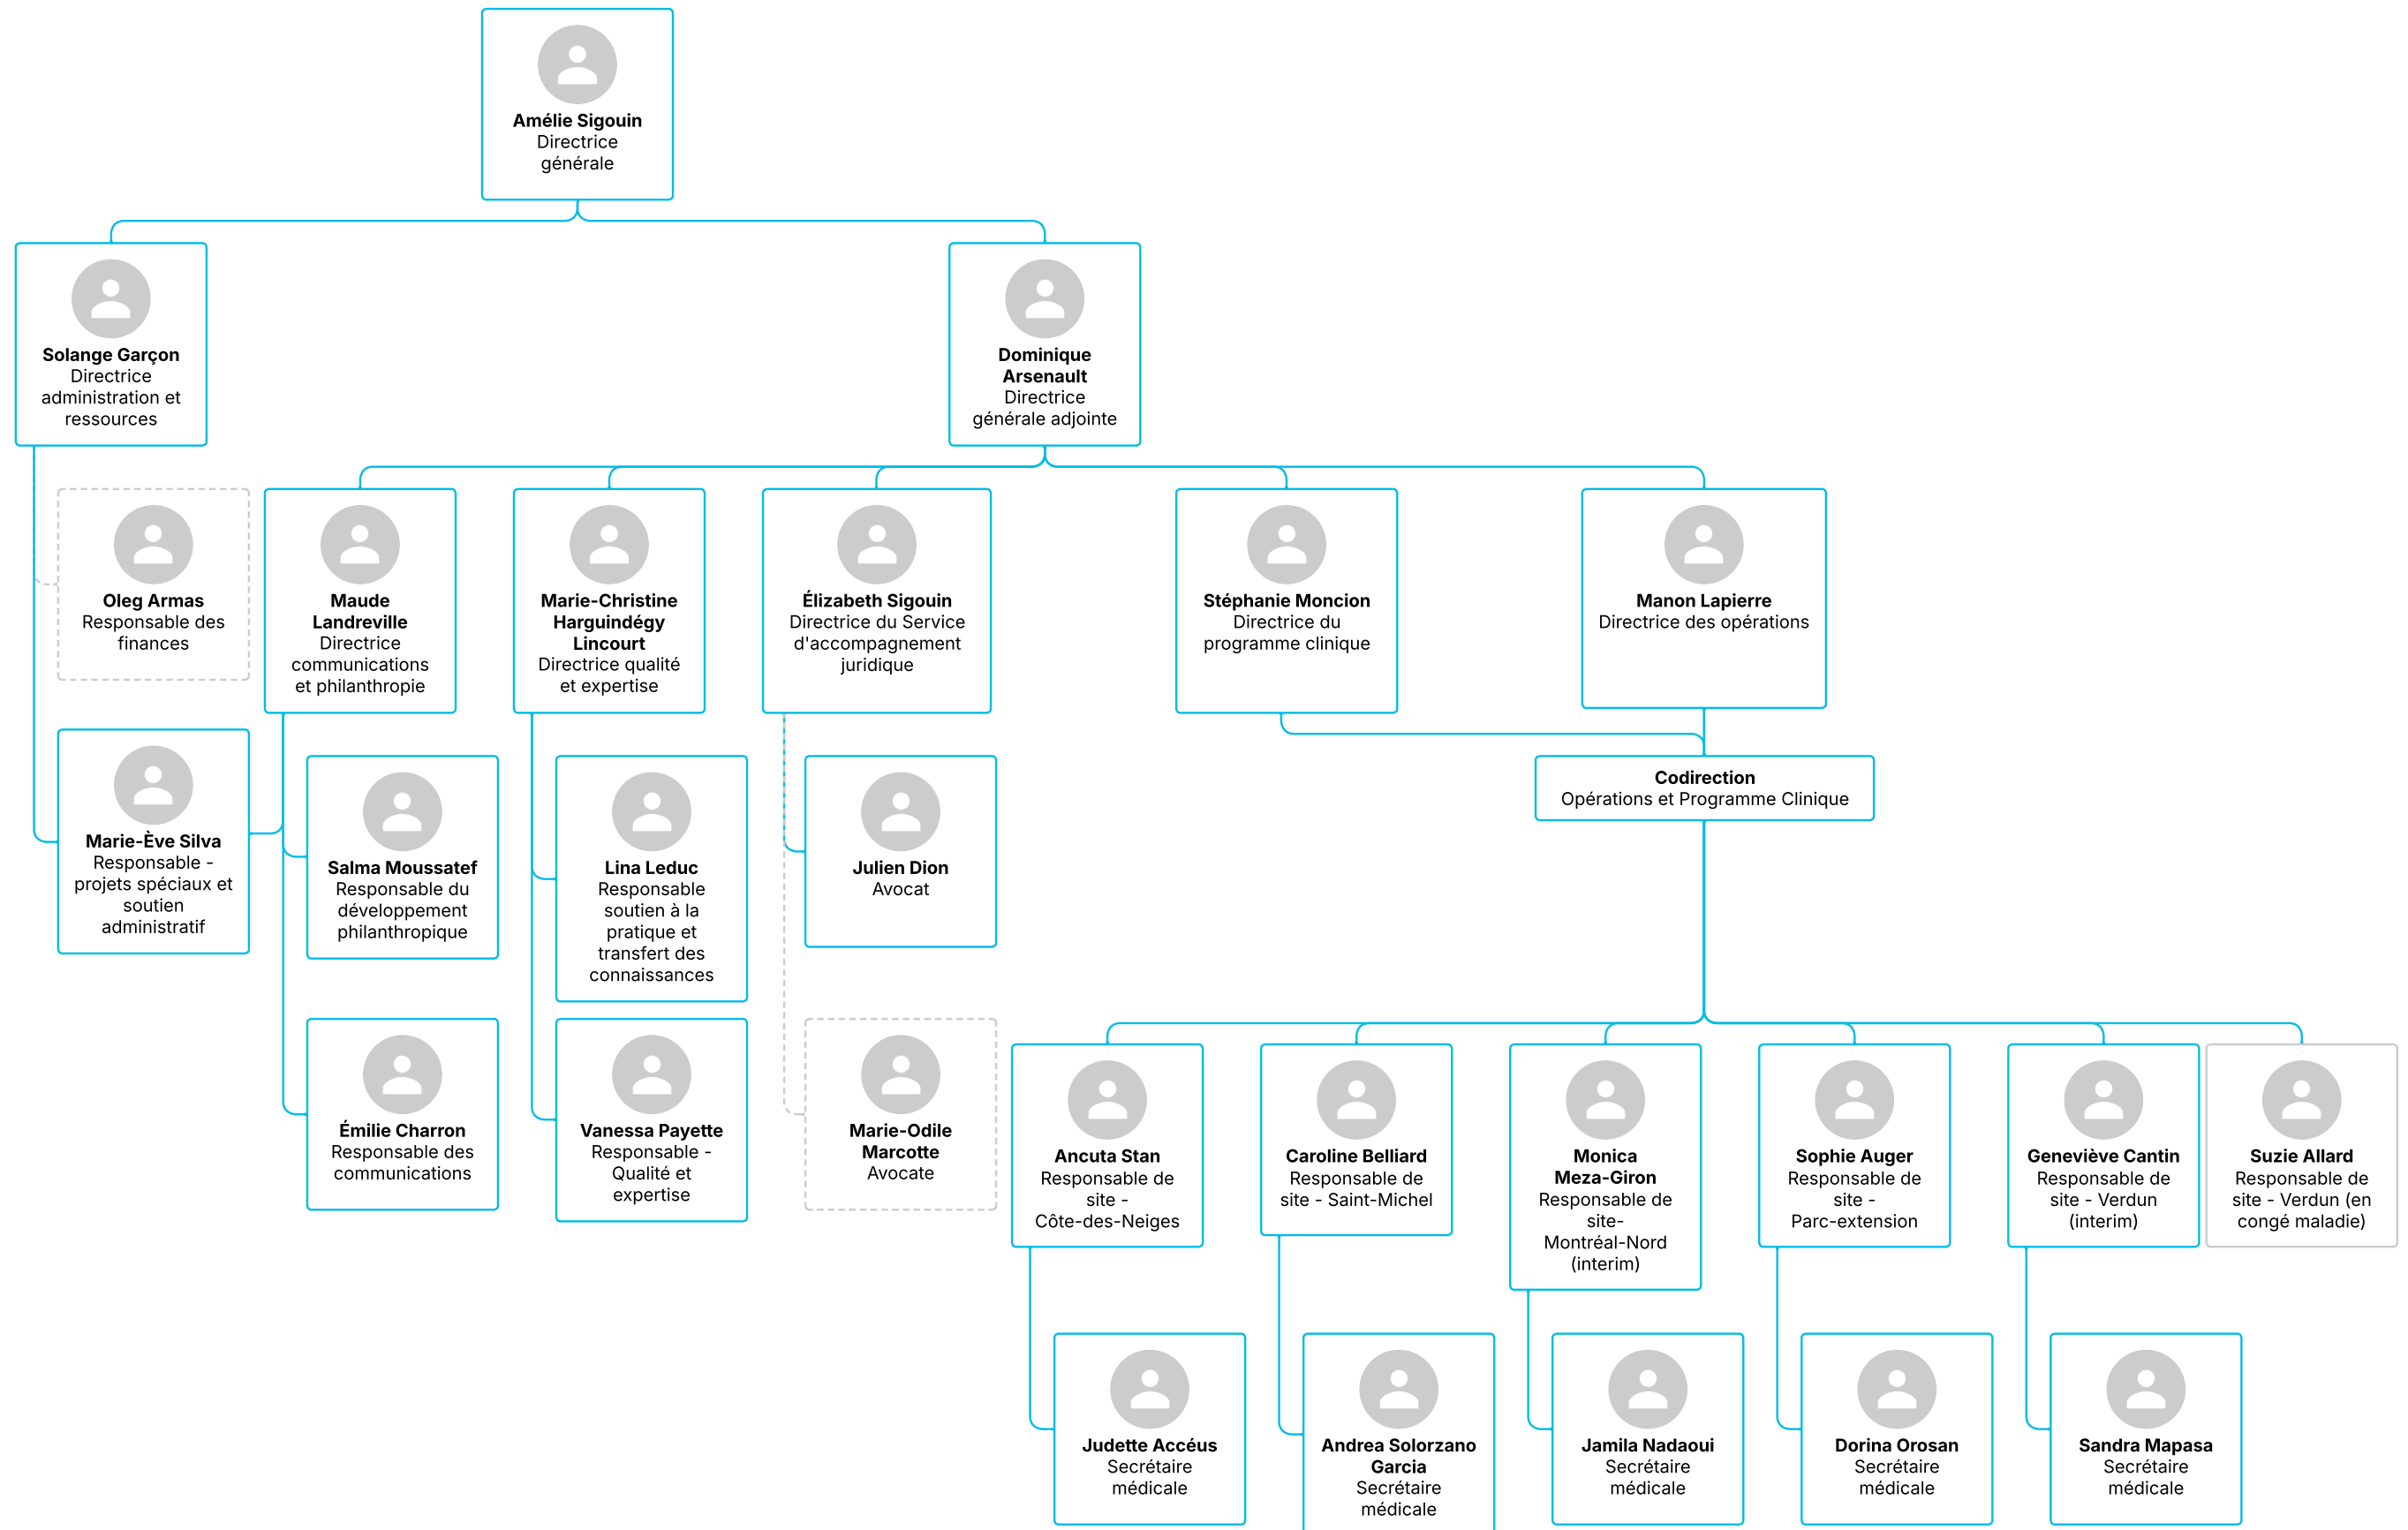 Amélie Sigouin
Directrice
générale
Solange Garçon
Directrice
administration et
ressources
Dominique
Arsenault
Directrice
générale adjointe
Oleg Armas
Responsable des
finances
Maude
Landreville
Directrice
communications
et philanthropie
Marie-Christine
Harguindégy
Lincourt
Directrice qualité
et expertise
Élizabeth Sigouin
Directrice du Service
d'accompagnement
juridique
Stéphanie Moncion
Directrice du
programme clinique
Manon Lapierre
Directrice des opérations
Codirection
Opérations et Programme Clinique
Marie-Ève Silva
Responsable -
projets spéciaux et
soutien
administratif
Salma Moussatef
Responsable du
développement
philanthropique
Lina Leduc
Responsable
soutien à la
pratique et
transfert des
connaissances
Julien Dion
Avocat
Émilie Charron
Responsable des
communications
Vanessa Payette
Responsable -
Qualité et
expertise
Marie-Odile
Marcotte
Avocate
Ancuta Stan
Responsable de
site -
Côte-des-Neiges
Caroline Belliard
Responsable de
site - Saint-Michel
Monica
Meza-Giron
Responsable de
site-
Montréal-Nord
(interim)
Sophie Auger
Responsable de
site -
Parc-extension
Geneviève Cantin
Responsable de
site - Verdun
(interim)
Suzie Allard
Responsable de
site - Verdun (en
congé maladie)
Judette Accéus
Secrétaire
médicale
Andrea Solorzano
Garcia
Secrétaire
médicale
Jamila Nadaoui
Secrétaire
médicale
Dorina Orosan
Secrétaire
médicale
Sandra Mapasa
Secrétaire
médicale